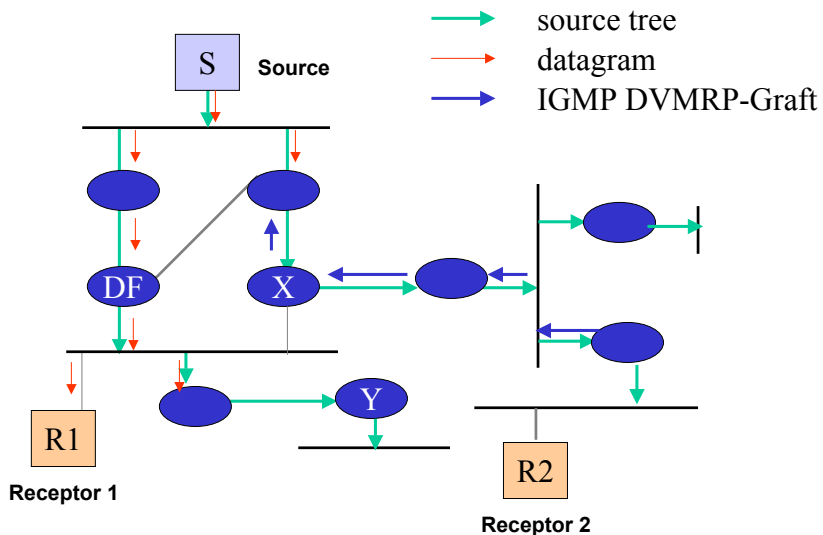 source tree
datagram
IGMP DVMRP-Graft
S
Source
DF
X
Y
R1
Receptor 1
R2
Receptor 2